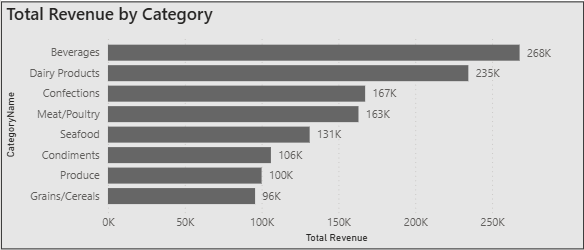 Total Revenue by Category
CategoryName
Beverages 268K
Dairy Products 235K
Confections 167K
Meat/Poultry 163K
Seafood 131K
Condiments 106K
Produce 100K
Grains/Cereals 96K
0K 50K 100K 150K 200K 250K
Total Revenue